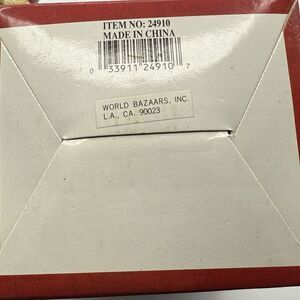 ITEM NO: 24910
MADE IN CHINA
0 33911 24910 7
WORLD BAZAARS, INC.
L.A., CA. 90023